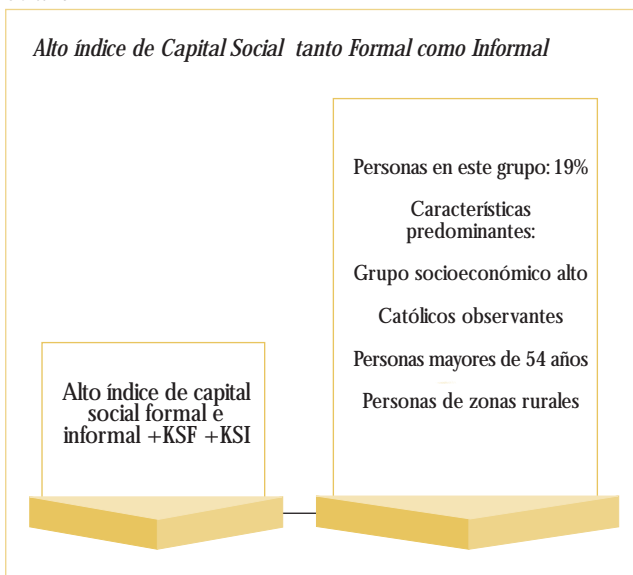 Alto índice de Capital Social tanto Formal como Informal
Personas en este grupo: 19%
Características
predominantes:
Grupo socioeconómico alto
Católicos observantes
Personas mayores de 54 años
Personas de zonas rurales
Alto índice de capital
social formal e
informal +KSF +KSI